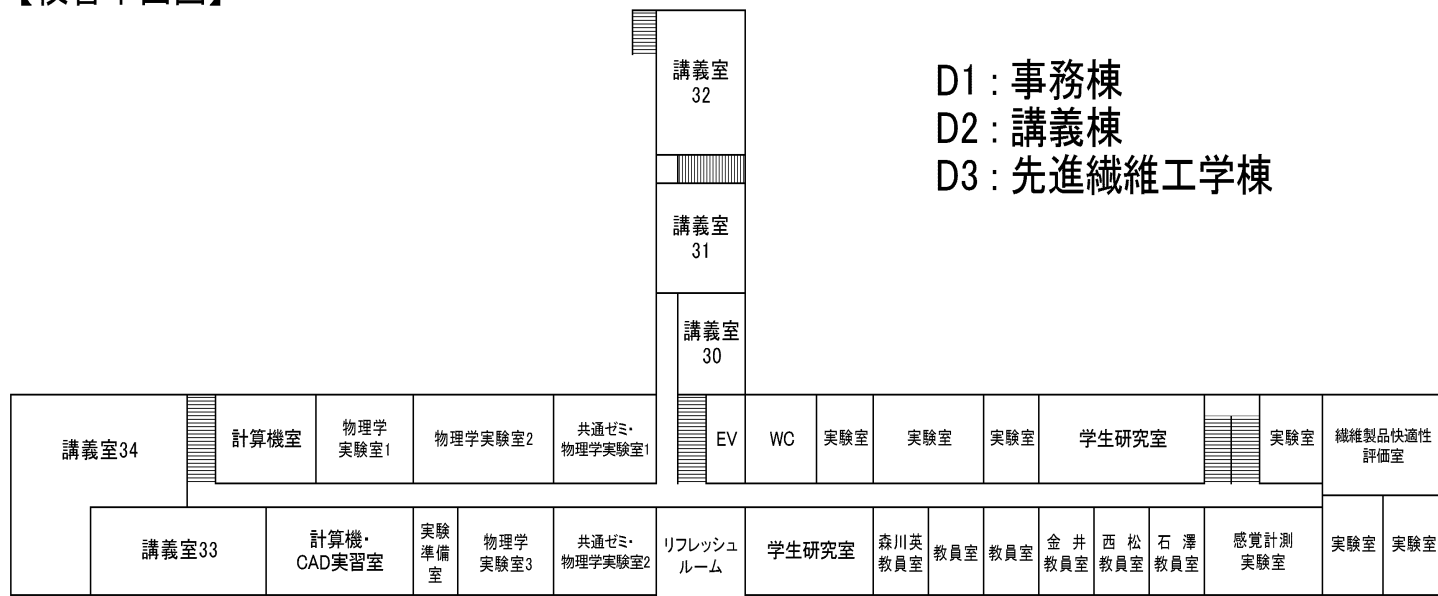 講義室
32
D1：事務棟
D2：講義棟
D3：先進繊維工学棟
講義室
31
講義室
30
講義室34
計算機室
物理学
実験室1
物理学実験室2
共通ゼミ・
物理学実験室1
EV
WC
実験室
実験室
実験室
学生研究室
実験室
繊維製品快適性
評価室
講義室33
計算機・
CAD実習室
実験
準備
室
物理学
実験室3
共通ゼミ・
物理学実験室2
リフレッシュ
ルーム
学生研究室
森川英
教員室
教員室
教員室
金井
教員室
西松
教員室
石澤
教員室
感覚計測
実験室
実験室
実験室